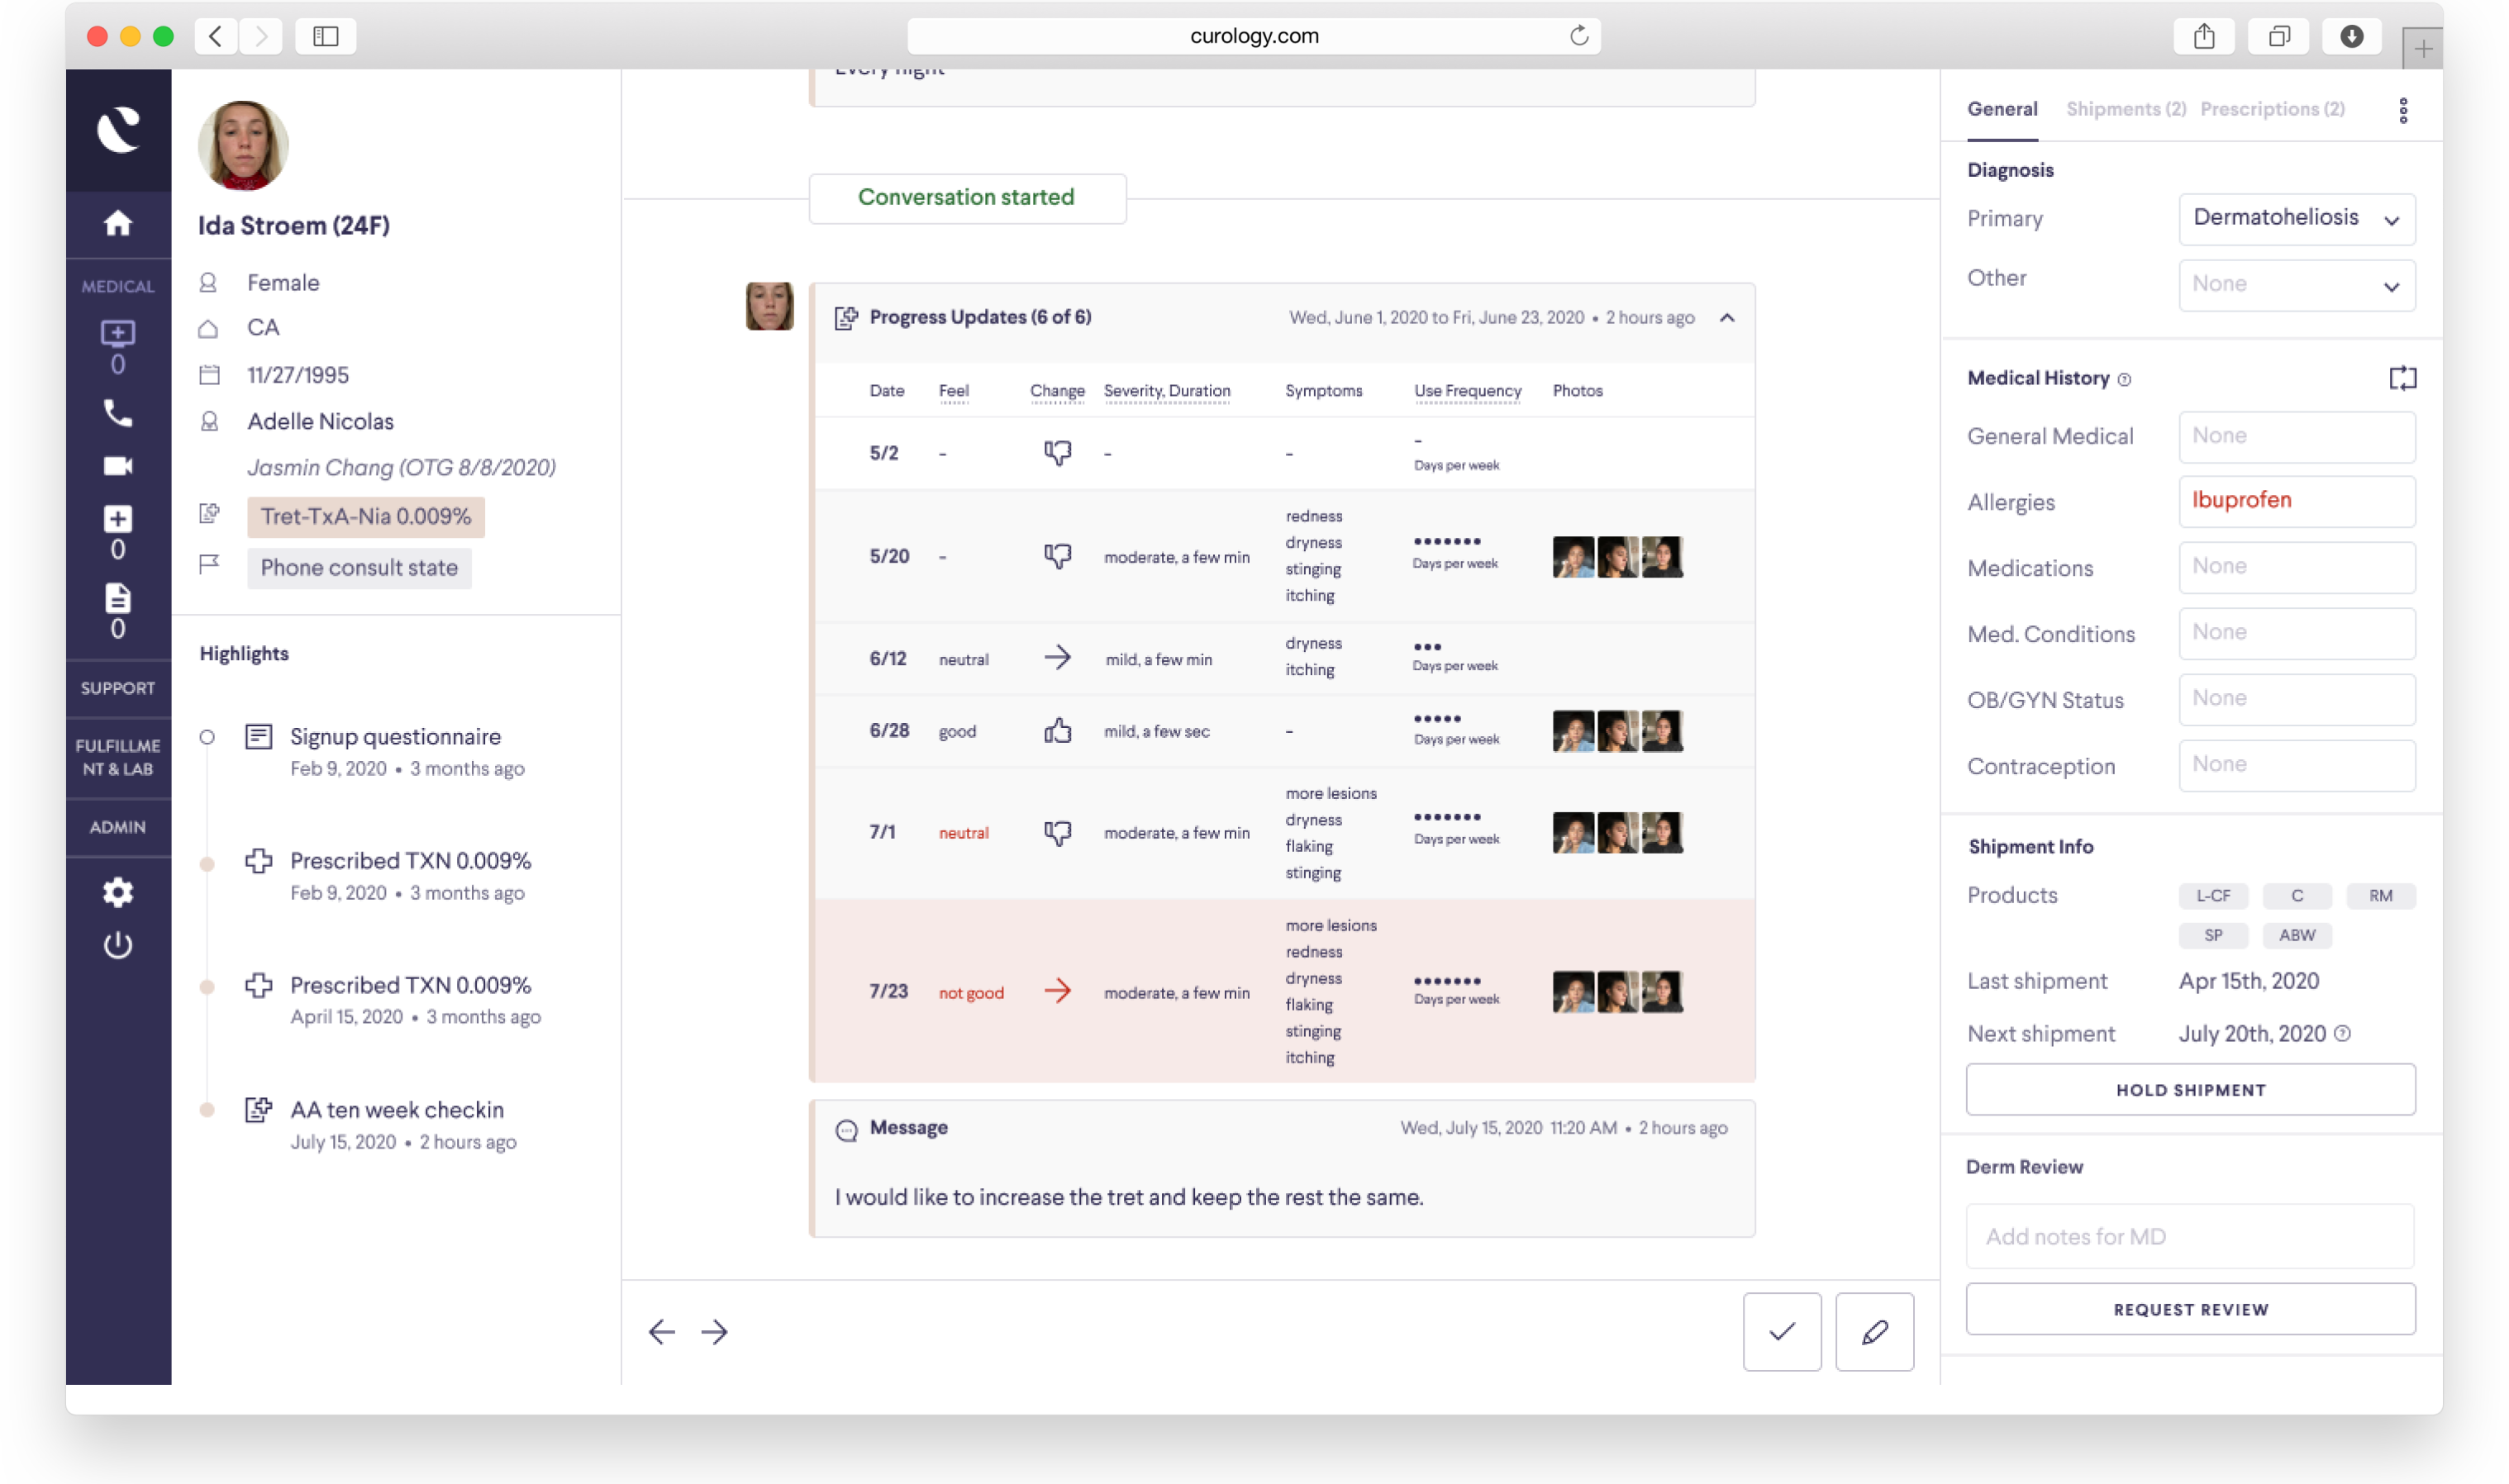 curology.com
MEDICAL
0
0
0
SUPPORT
FULFILLME
NT & LAB
ADMIN
Ida Stroem (24F)
Female
CA
11/27/1995
Adelle Nicolas
Jasmin Chang (OTG 8/8/2020)
Tret-TxA-Nia 0.009%
Phone consult state
Highlights
Signup questionnaire
Feb 9, 2020 • 3 months ago
Prescribed TXN 0.009%
Feb 9, 2020 • 3 months ago
Prescribed TXN 0.009%
April 15, 2020 • 3 months ago
AA ten week checkin
July 15, 2020 • 2 hours ago
Every night
Conversation started
Progress Updates (6 of 6) Wed, June 1, 2020 to Fri, June 23, 2020 • 2 hours ago
Date Feel Change Severity, Duration Symptoms Use Frequency Photos
5/2 - - - -
Days per week
redness
dryness
5/20 - moderate, a few min stinging Days per week
itching
dryness
6/12 neutral mild, a few min itching Days per week
6/28 good mild, a few sec - Days per week
more lesions
dryness
7/1 neutral moderate, a few min flaking Days per week
stinging
more lesions
redness
dryness
7/23 not good moderate, a few min flaking Days per week
stinging
itching
Message Wed, July 15, 2020 11:20 AM • 2 hours ago
I would like to increase the tret and keep the rest the same.
General Shipments (2) Prescriptions (2)
Diagnosis
Primary Dermatoheliosis
Other None
Medical History
General Medical None
Allergies Ibuprofen
Medications None
Med. Conditions None
OB/GYN Status None
Contraception None
Shipment Info
Products L-CF C RM
SP ABW
Last shipment Apr 15th, 2020
Next shipment July 20th, 2020
HOLD SHIPMENT
Derm Review
Add notes for MD
REQUEST REVIEW